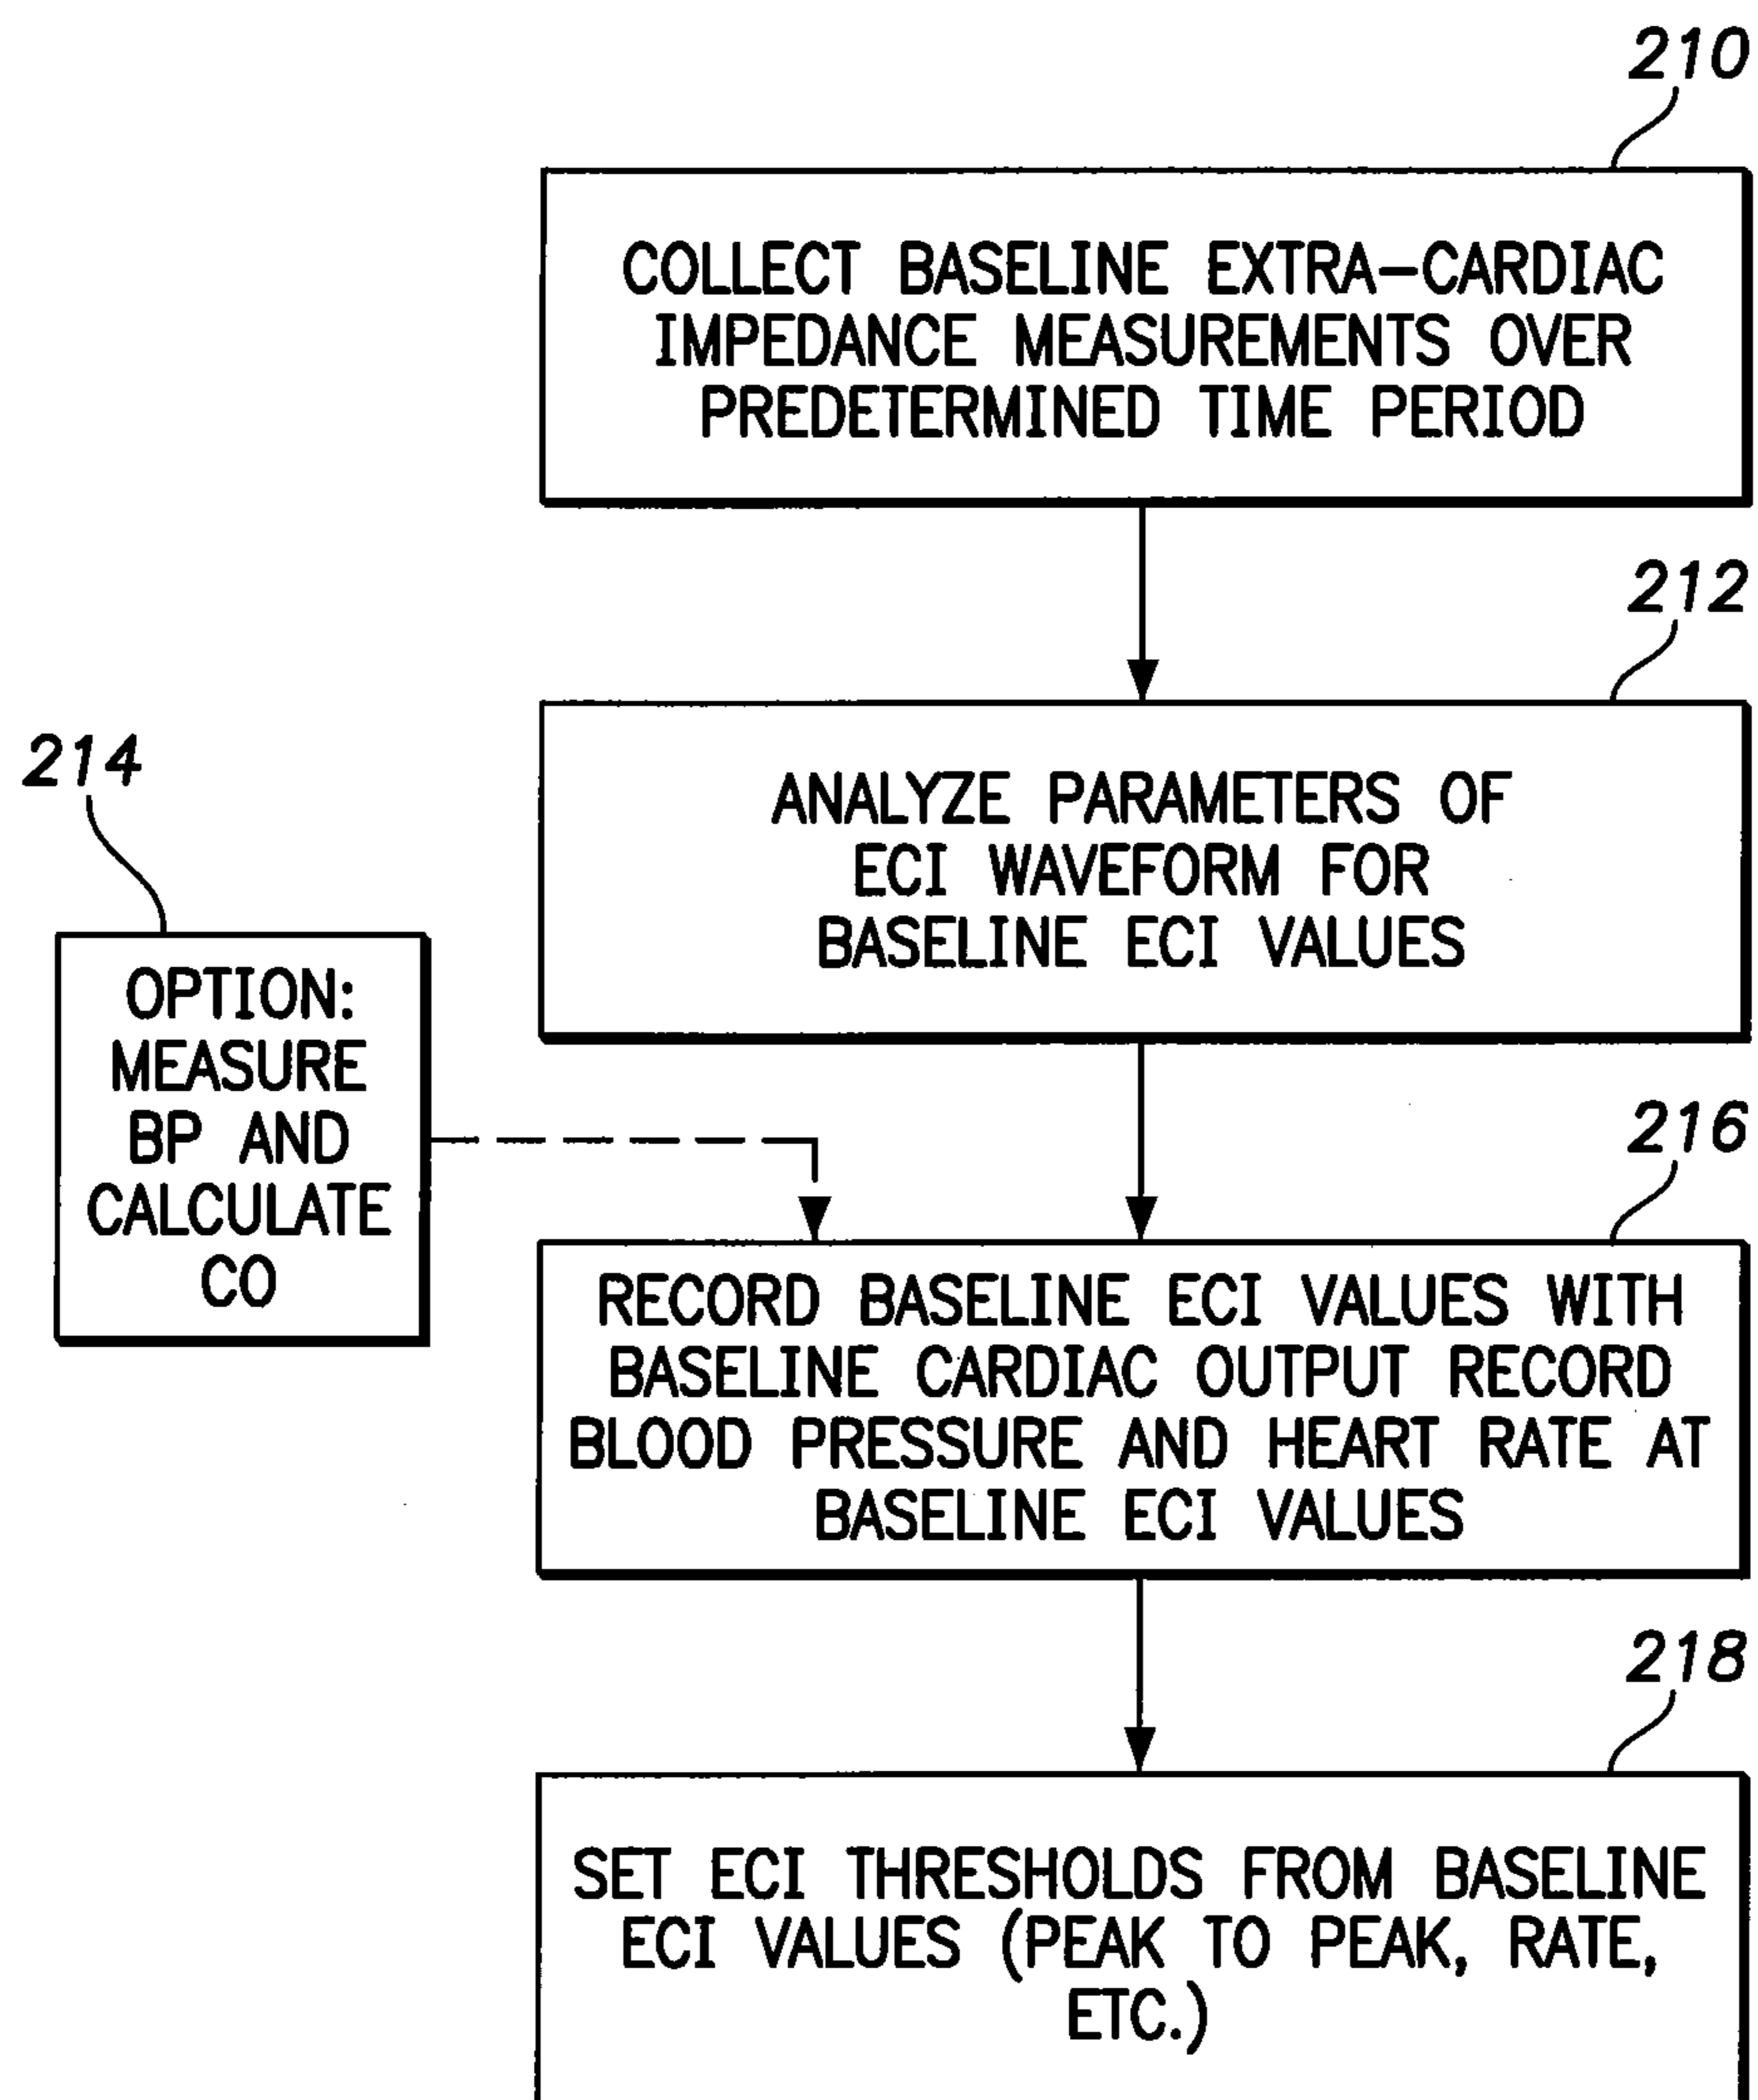 210
COLLECT BASELINE EXTRA-CARDIAC
IMPEDANCE MEASUREMENTS OVER
PREDETERMINED TIME PERIOD
212
ANALYZE PARAMETERS OF
ECI WAVEFORM FOR
BASELINE ECI VALUES
214
OPTION:
MEASURE
BP AND
CALCULATE
CO
216
RECORD BASELINE ECI VALUES WITH
BASELINE CARDIAC OUTPUT RECORD
BLOOD PRESSURE AND HEART RATE AT
BASELINE ECI VALUES
218
SET ECI THRESHOLDS FROM BASELINE
ECI VALUES (PEAK TO PEAK, RATE,
ETC.)